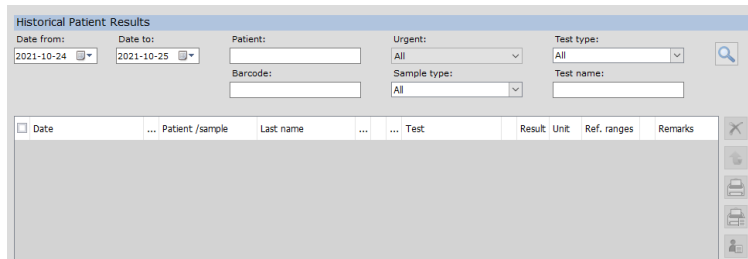 Historical Patient Results
Date from: Date to: Patient: Urgent: Test type:
2021-10-24 2021-10-25 All All
Barcode: Sample type: Test name:
All
Date ... Patient /sample Last name ... ... Test Result Unit Ref. ranges Remarks